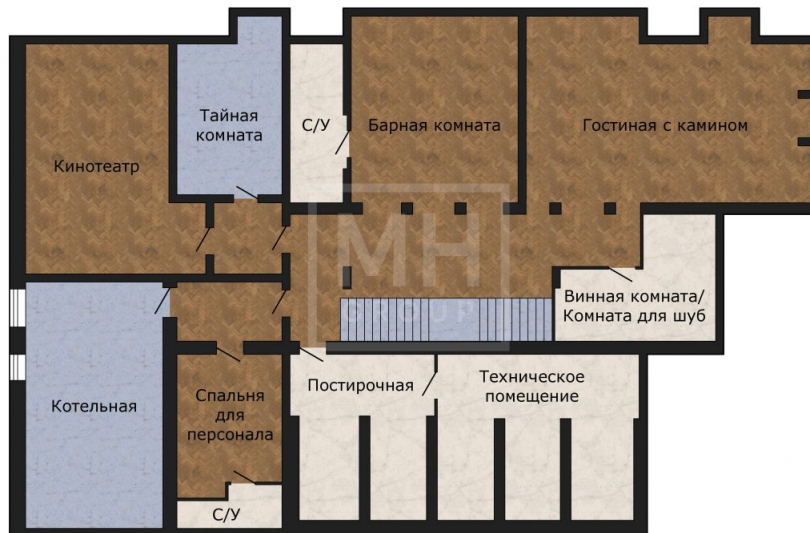 Тайная
комната
С/У
Барная комната
Гостиная с камином
Кинотеатр
MH
GROUP
Винная комната/
Комната для шуб
Котельная
Спальня
для
персонала
Постирочная
Техническое
помещение
С/У